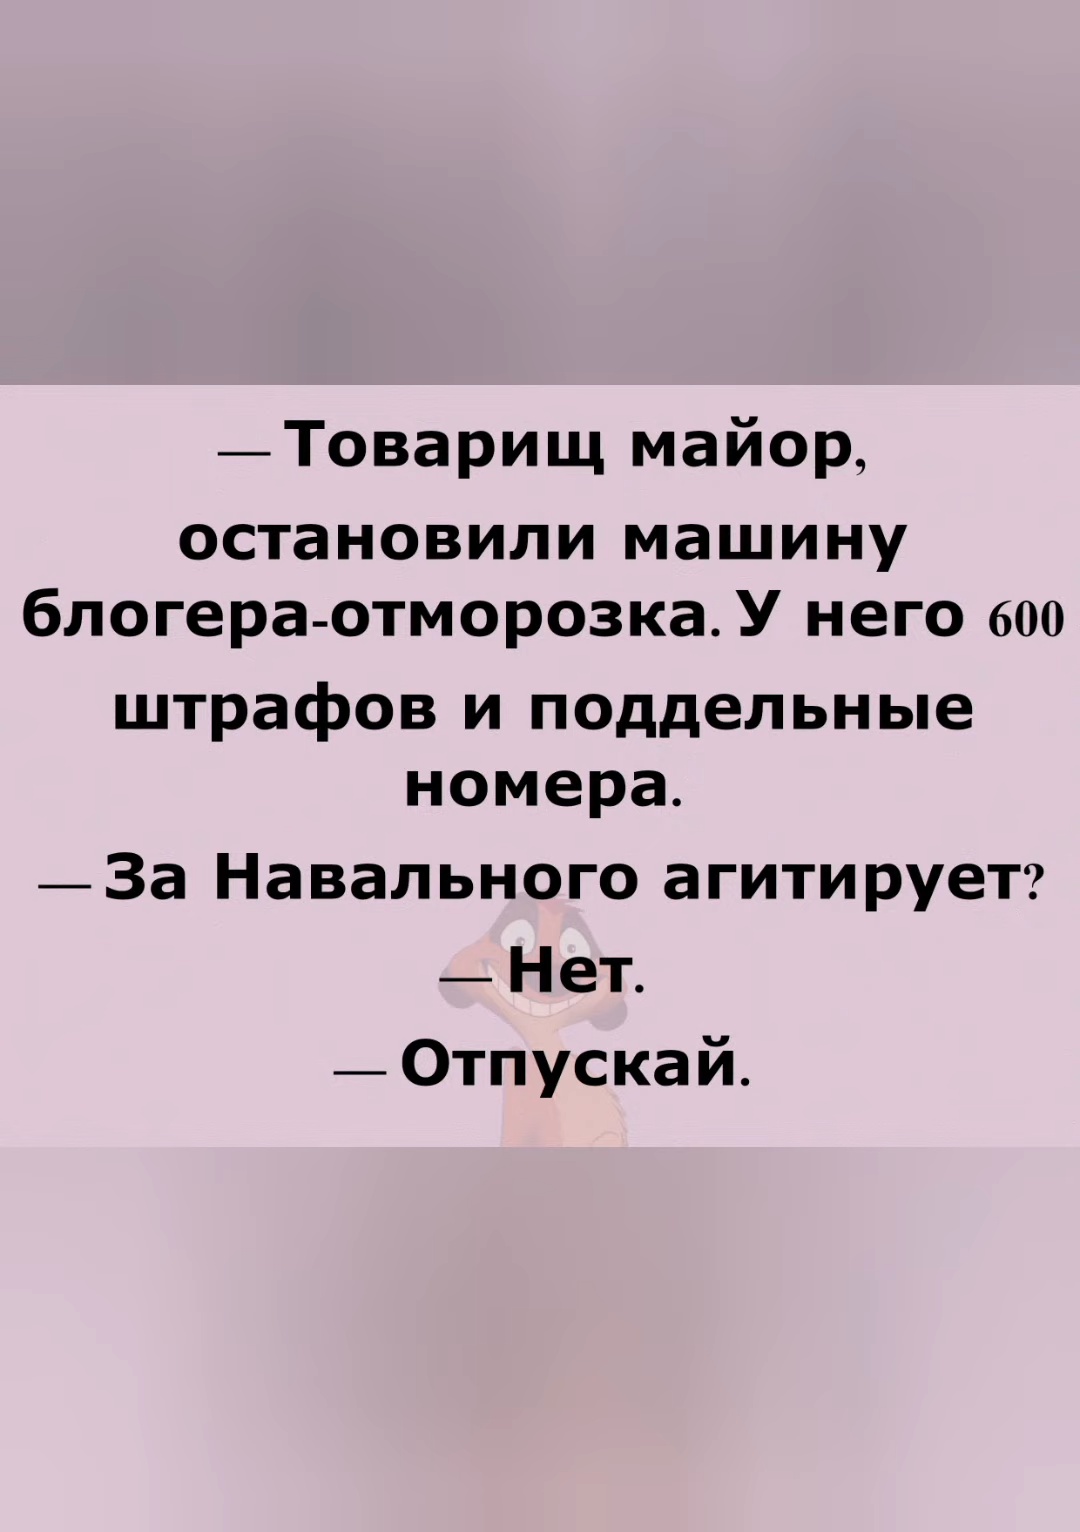 — Товарищ майор,
остановили машину
блогера-отморозка. У него 600
штрафов и поддельные
номера.
— За Навального агитирует?
— Нет.
— Отпускай.